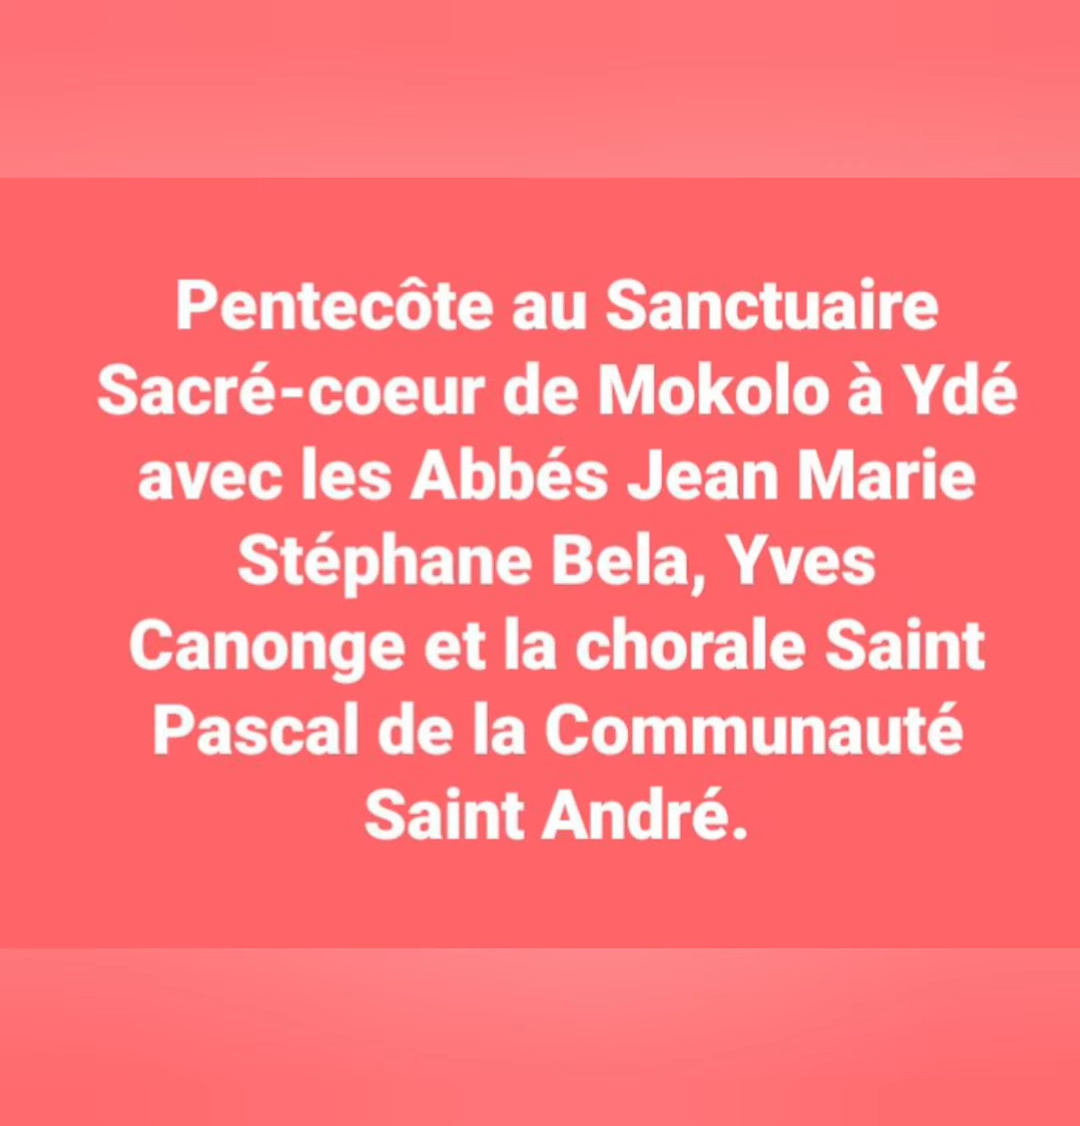 Pentecôte au Sanctuaire
Sacré-coeur de Mokolo à Ydé
avec les Abbés Jean Marie
Stéphane Bela, Yves
Canonge et la chorale Saint
Pascal de la Communauté
Saint André.